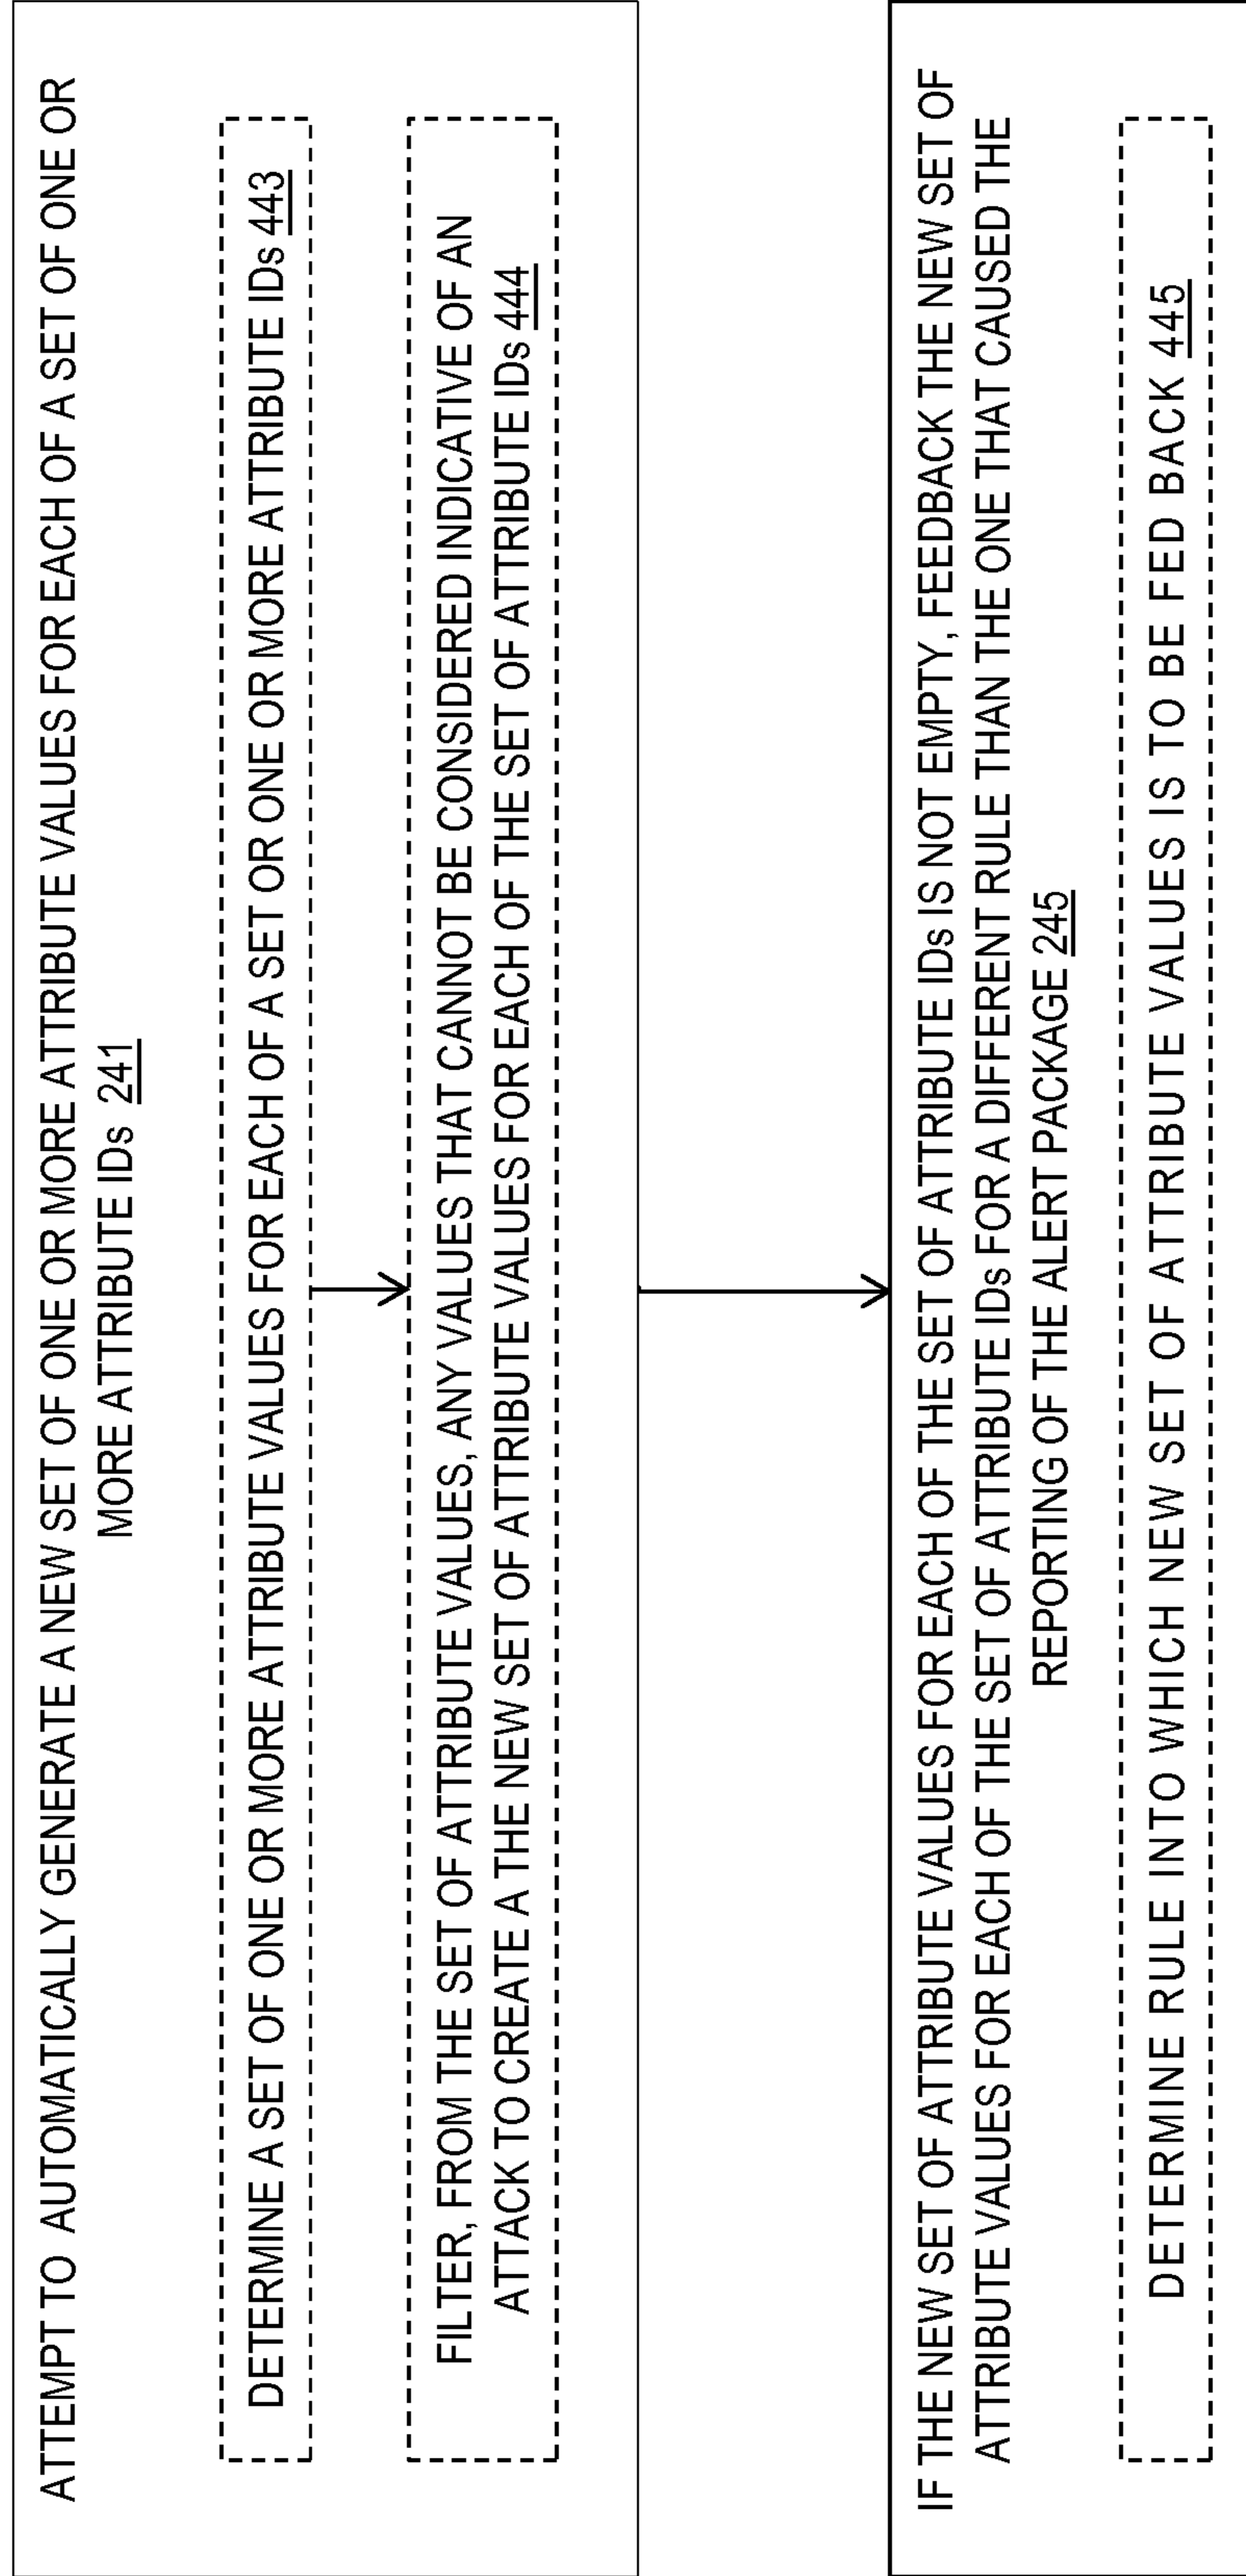 ATTEMPT TO AUTOMATICALLY GENERATE A NEW SET OF ONE OR MORE ATTRIBUTE VALUES FOR EACH OF A SET OF ONE OR
MORE ATTRIBUTE IDs 241
DETERMINE A SET OF ONE OR MORE ATTRIBUTE VALUES FOR EACH OF A SET OR ONE OR MORE ATTRIBUTE IDs 443
FILTER, FROM THE SET OF ATTRIBUTE VALUES, ANY VALUES THAT CANNOT BE CONSIDERED INDICATIVE OF AN
ATTACK TO CREATE A THE NEW SET OF ATTRIBUTE VALUES FOR EACH OF THE SET OF ATTRIBUTE IDs 444
IF THE NEW SET OF ATTRIBUTE VALUES FOR EACH OF THE SET OF ATTRIBUTE IDs IS NOT EMPTY, FEEDBACK THE NEW SET OF
ATTRIBUTE VALUES FOR EACH OF THE SET OF ATTRIBUTE IDs FOR A DIFFERENT RULE THAN THE ONE THAT CAUSED THE
REPORTING OF THE ALERT PACKAGE 245
DETERMINE RULE INTO WHICH NEW SET OF ATTRIBUTE VALUES IS TO BE FED BACK 445